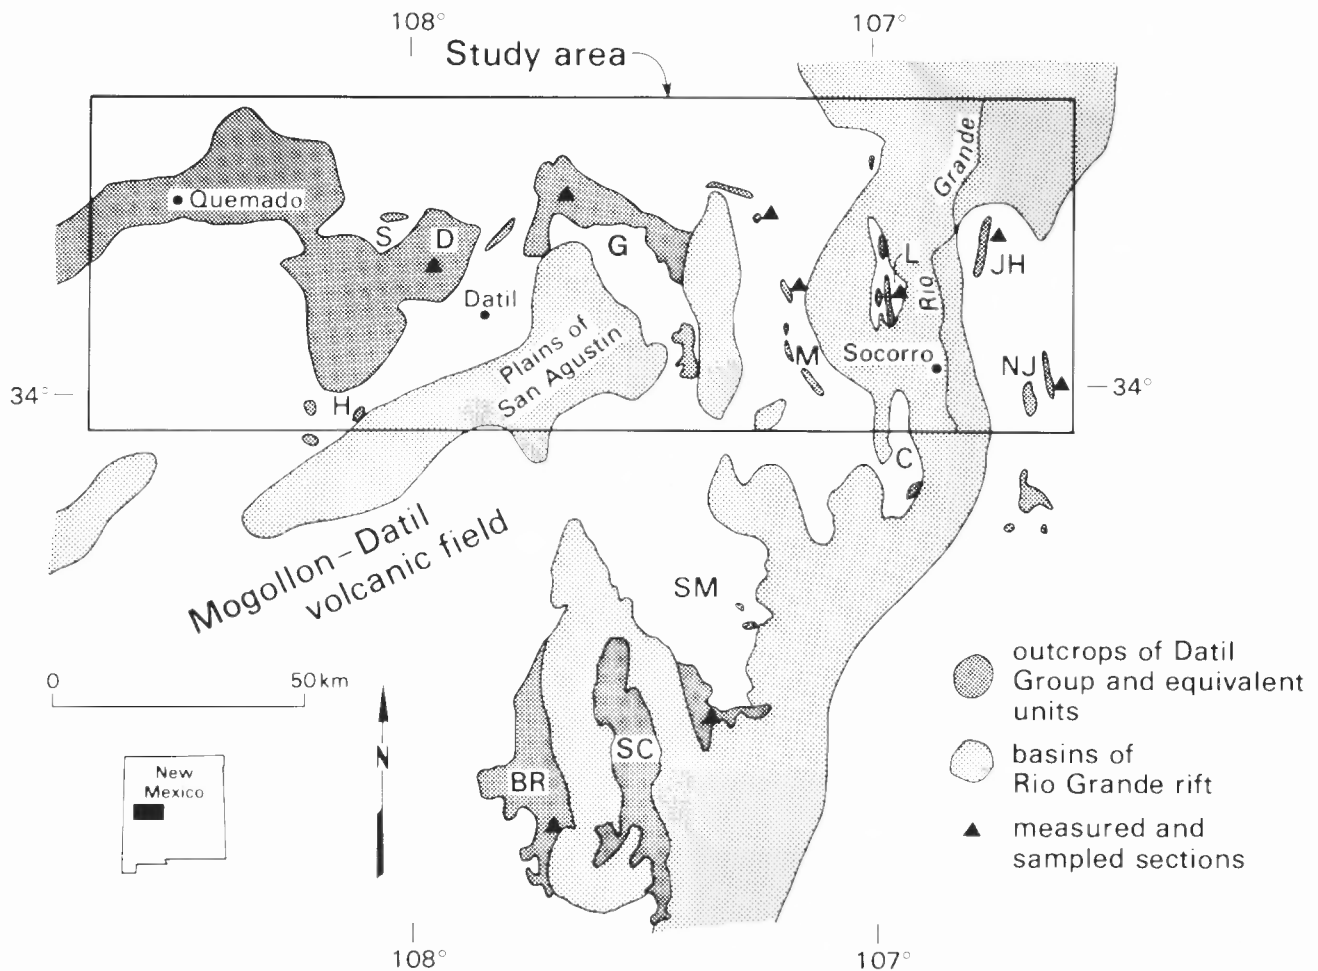 108°
107°
Study area
Grande
Quemado
S
D
G
L
JH
Rio
Datil
Plains of
San Agustin
M
Socorro
NJ
34°
34°
H
C
Mogollon-Datil
volcanic field
SM
0
50 km
N
New
Mexico
BR
SC
outcrops of Datil
Group and equivalent
units
basins of
Rio Grande rift
measured and
sampled sections
108°
107°